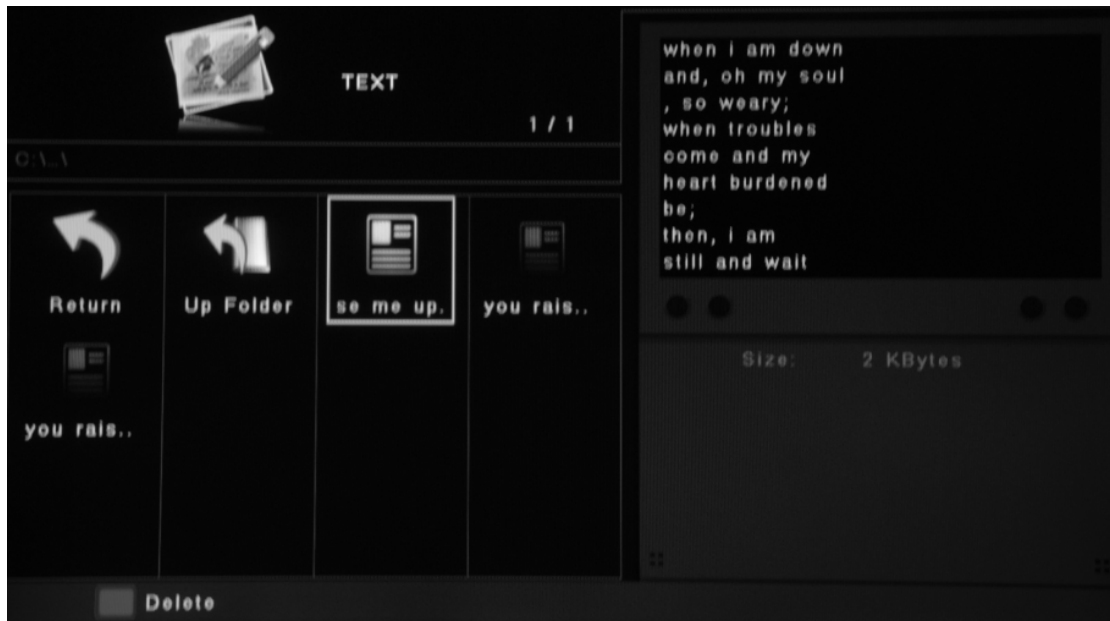 TEXT
1 / 1
C:\_\
Return
Up Folder
se me up.
you rais..
you rais..
when i am down
and, oh my soul
, so weary;
when troubles
come and my
heart burdened
be;
then, i am
still and wait
Size: 2 KBytes
Delete